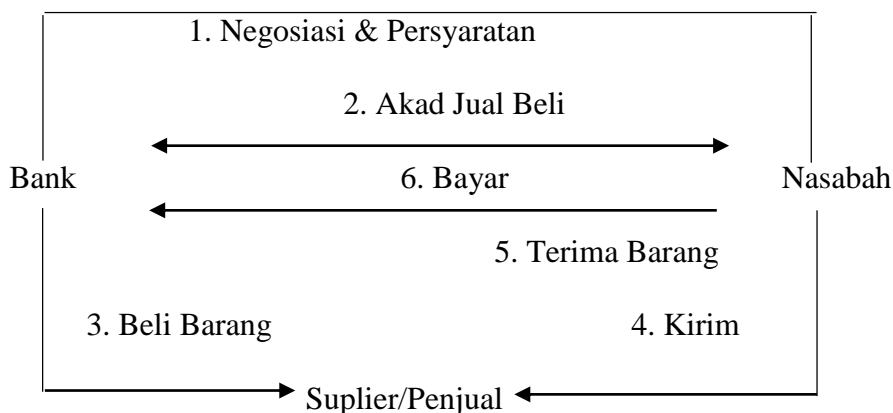 1. Negosiasi & Persyaratan
2. Akad Jual Beli
Bank 6. Bayar Nasabah
5. Terima Barang
3. Beli Barang 4. Kirim
Suplier/Penjual